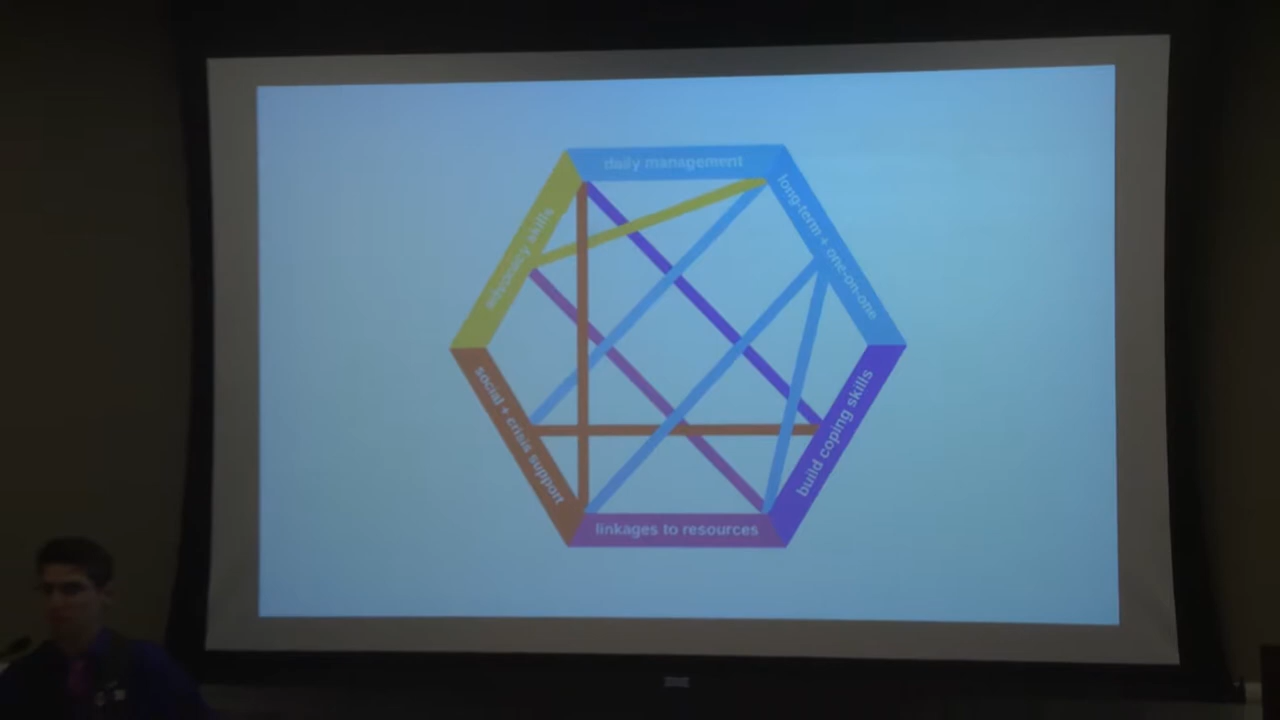 daily management
long-term + one-on-one
advocacy skills
social + crisis support
build coping skills
linkages to resources